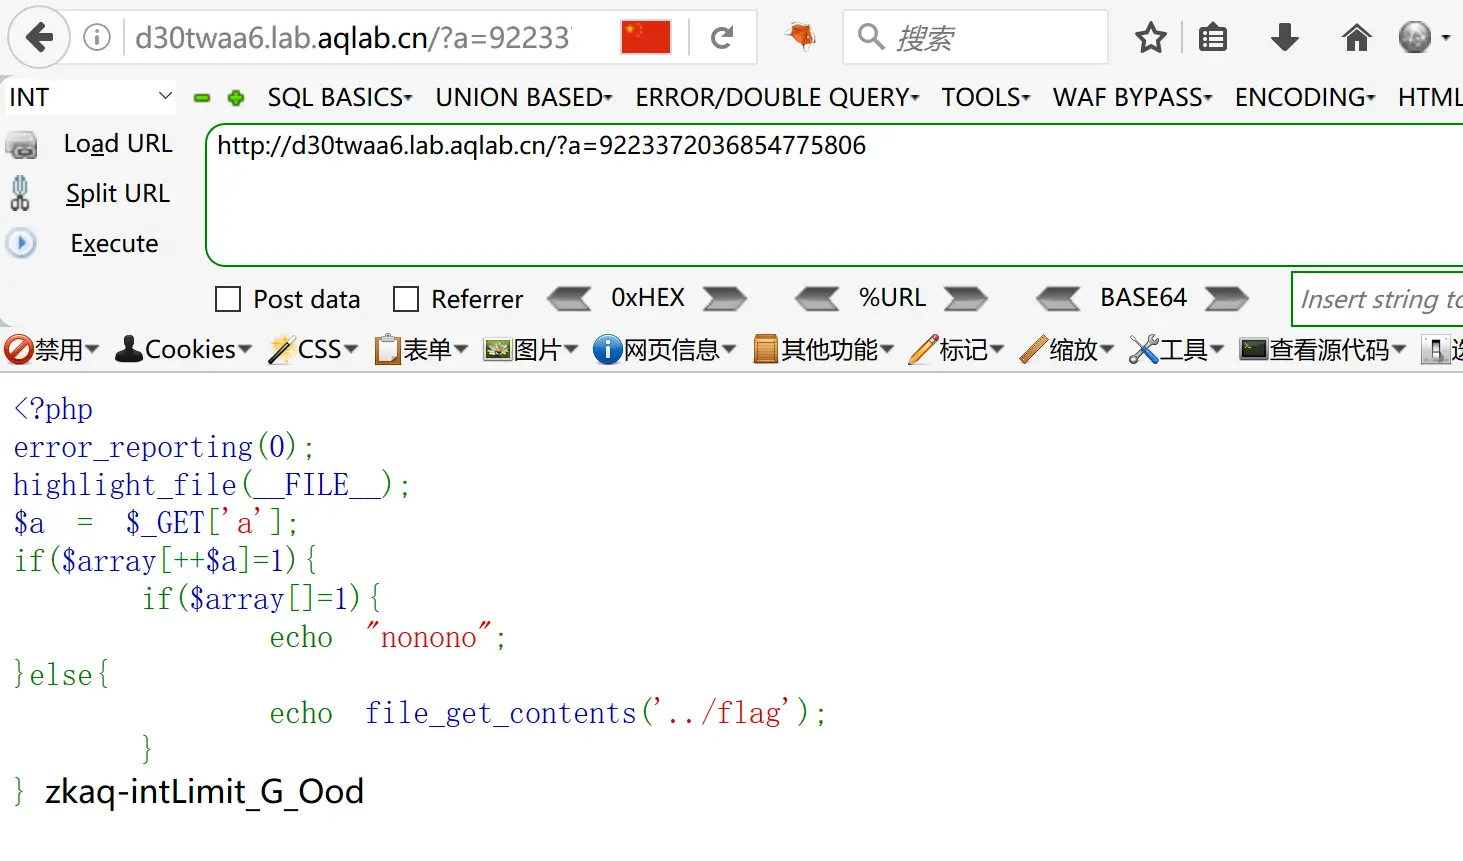 d30twaa6.lab.aqlab.cn/?a=92233
搜索
INT SQL BASICS UNION BASED ERROR/DOUBLE QUERY TOOLS WAF BYPASS ENCODING HTML
Load URL http://d30twaa6.lab.aqlab.cn/?a=9223372036854775806
Split URL
Execute
Post data Referrer 0xHEX %URL BASE64 Insert string to
禁用 Cookies CSS 表单 图片 网页信息 其他功能 标记 缩放 工具 查看源代码
<?php
error_reporting(0);
highlight_file(__FILE__);
$a = $_GET['a'];
if($array[++$a]=1){
if($array[]=1){
echo "nonono";
}else{
echo file_get_contents('../flag');
}
} zkaq-intLimit_G_Ood